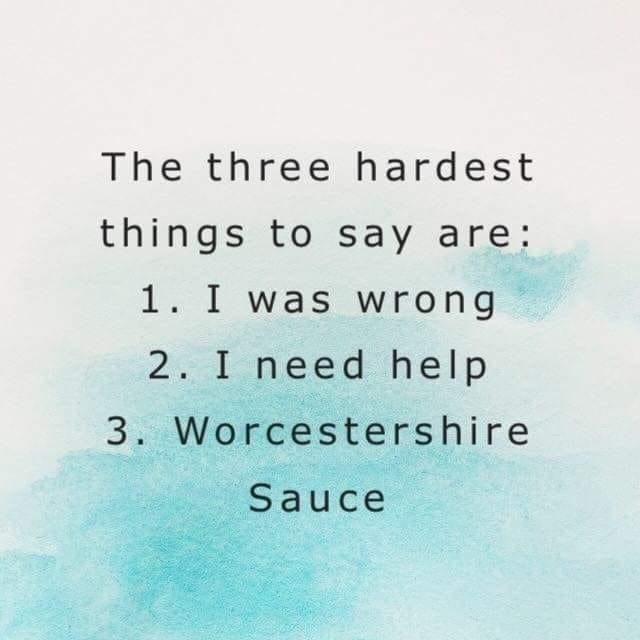 The three hardest
things to say are:
1. I was wrong
2. I need help
3. Worcestershire
Sauce